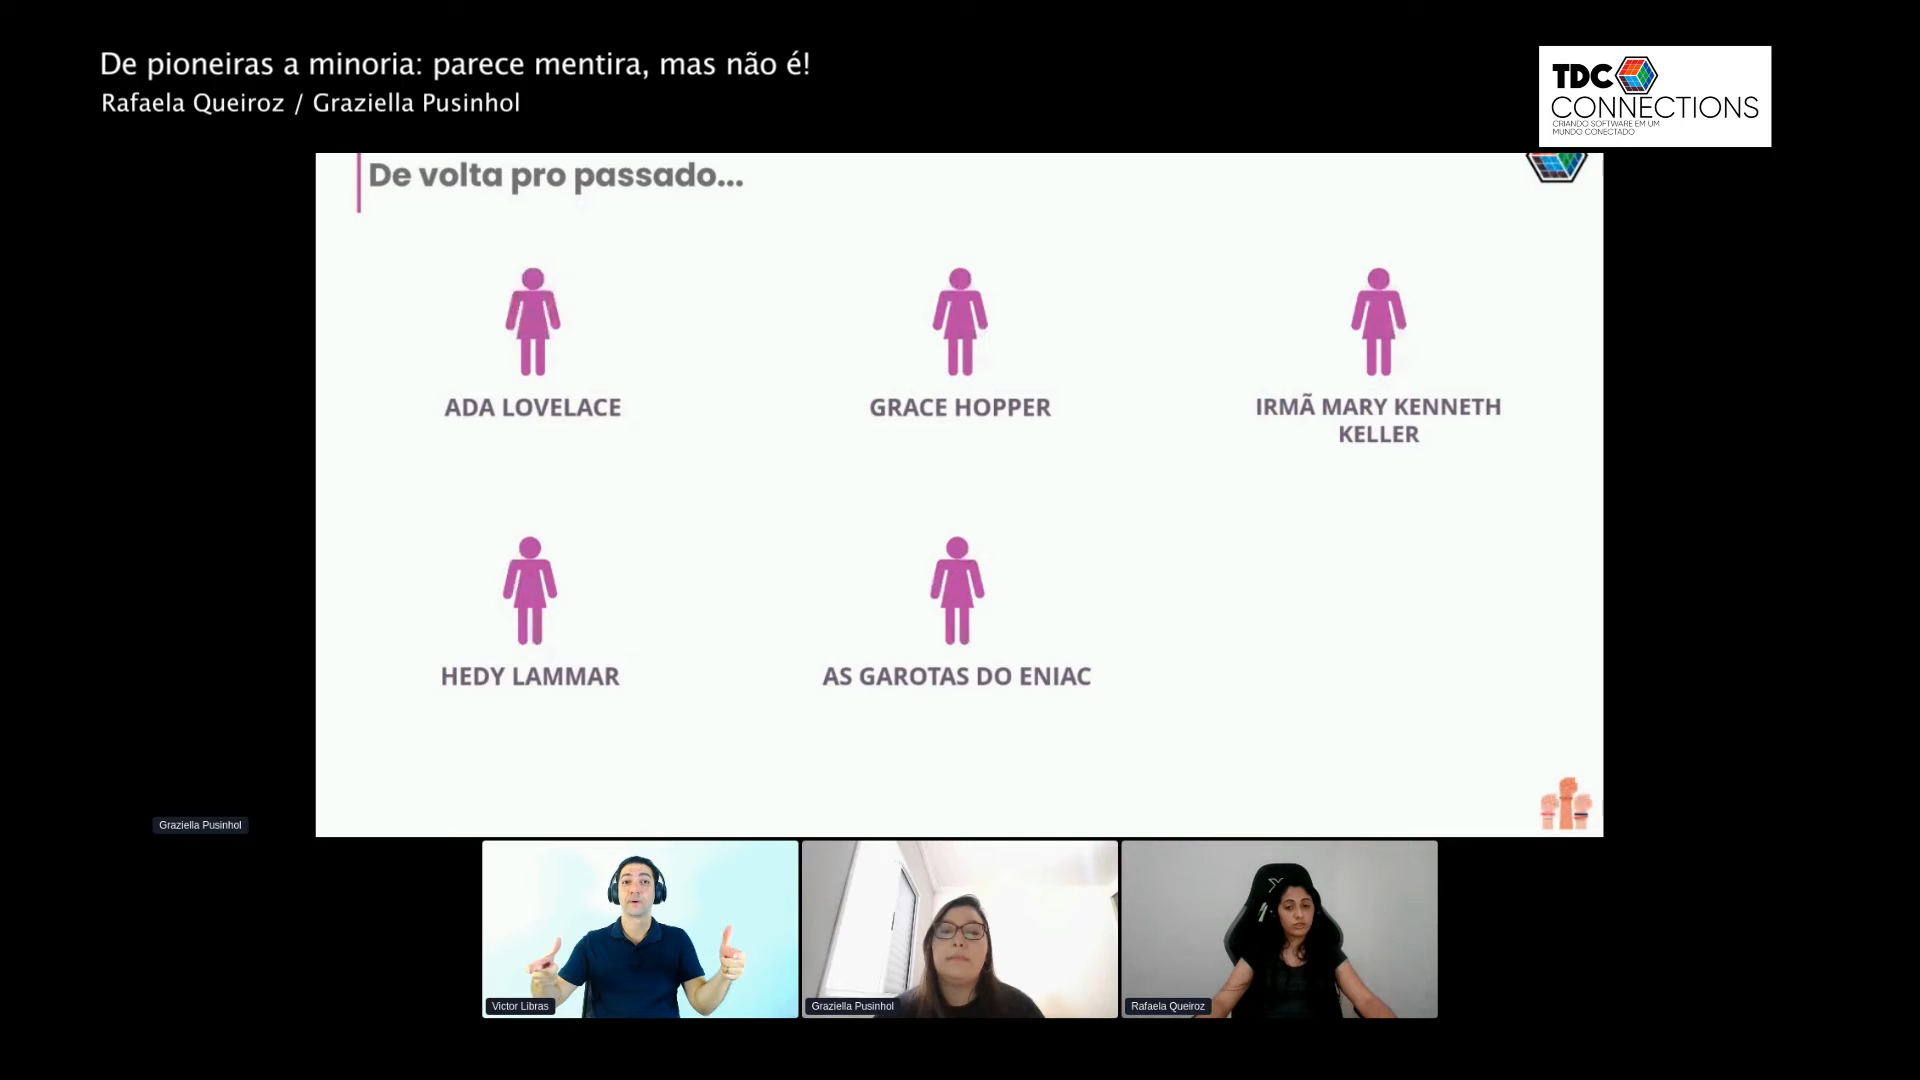 De pioneiras a minoria: parece mentira, mas não é!
Rafaela Queiroz / Graziella Pusinhol
TDC
CONNECTIONS
CRIANDO SOFTWARE EM UM
MUNDO CONECTADO
De volta pro passado...
ADA LOVELACE
GRACE HOPPER
IRMÃ MARY KENNETH
KELLER
HEDY LAMMAR
AS GAROTAS DO ENIAC
Graziella Pusinhol
Victor Libras
Graziella Pusinhol
Rafaela Queiroz